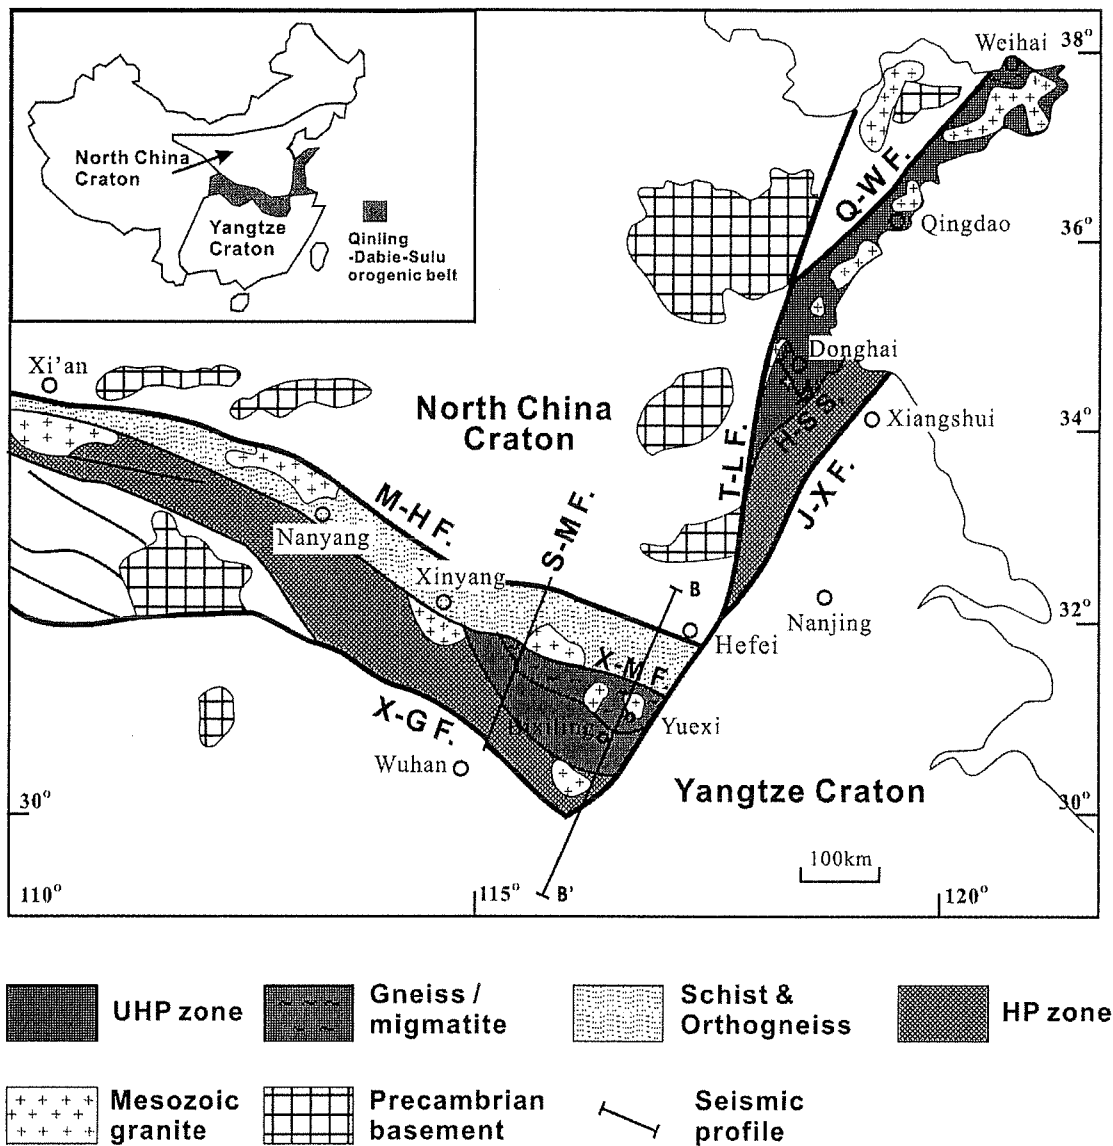 North China
Craton
Yangtze
Craton
Qinling
-Dabie-Sulu
orogenic belt
Weihai
38°
Q-W F.
Qingdao
36°
Donghai
Xi'an
North China
Craton
H-S S.
Xiangshui
34°
T-L F.
J-X F.
M-H F.
S-M F.
Nanyang
Xinyang
B
Nanjing
32°
Hefei
X-M F.
X-G F.
Yuexi
Wuhan
Yangtze Craton
30°
30°
100km
B'
110°
115°
120°
UHP zone
Gneiss /
migmatite
Schist &
Orthogneiss
HP zone
Mesozoic
granite
Precambrian
basement
Seismic
profile